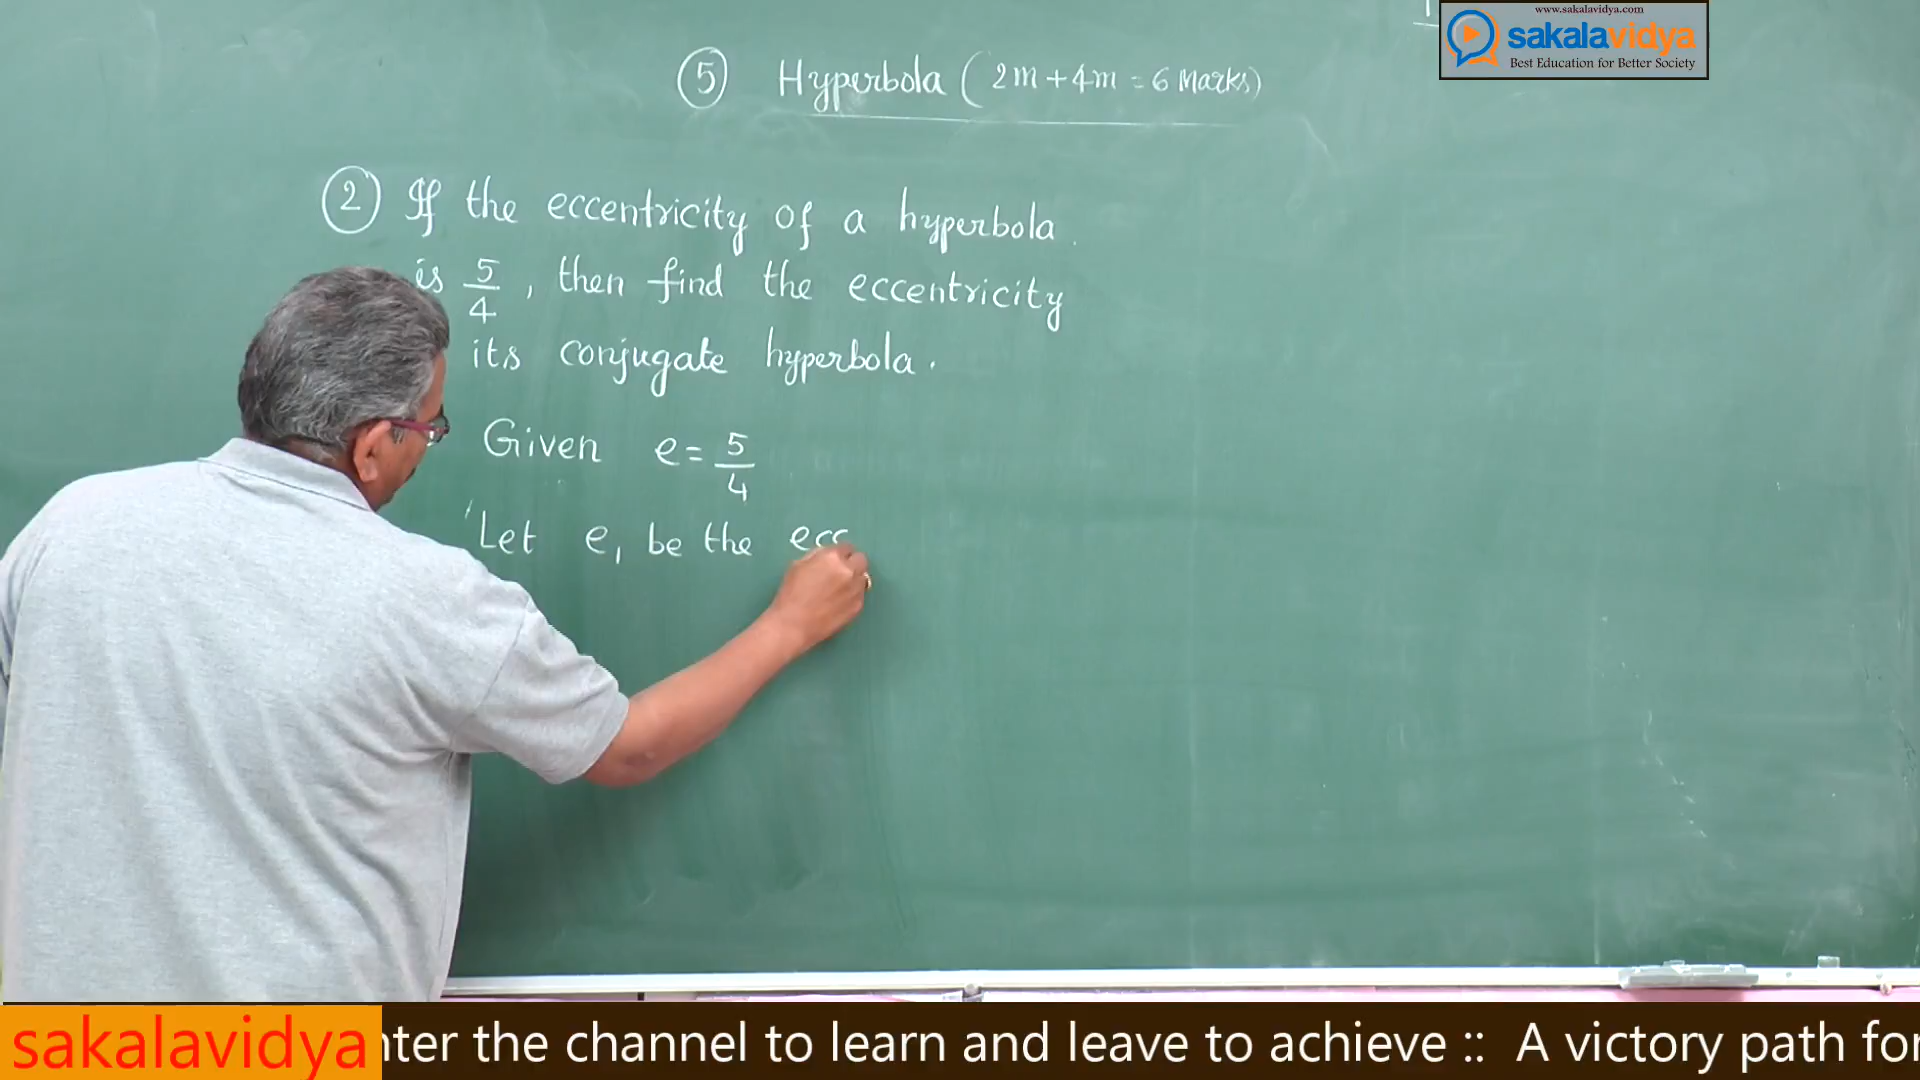 www.sakalavidya.com
sakalavidya
Best Education for Better Society
⑤ Hyperbola (2m + 4m = 6 Marks)
② If the eccentricity of a hyperbola
is 5/4, then find the eccentricity
its conjugate hyperbola.
Given e = 5/4
Let e₁ be the ecc
sakalavidya nter the channel to learn and leave to achieve :: A victory path for